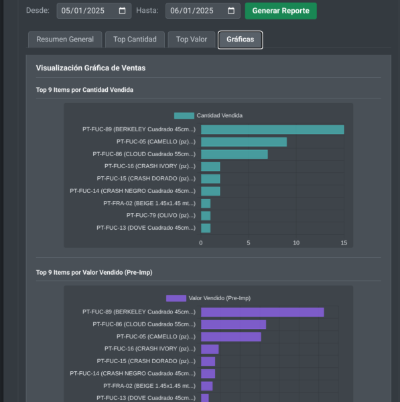 Desde: 05/01/2025 Hasta: 06/01/2025 Generar Reporte
Resumen General Top Cantidad Top Valor Gráficas
Visualización Gráfica de Ventas
Top 9 Items por Cantidad Vendida
Cantidad Vendida
PT-FUC-89 (BERKELEY Cuadrado 45cm...)
PT-FUC-05 (CAMELLO (pz)...)
PT-FUC-86 (CLOUD Cuadrado 55cm...)
PT-FUC-16 (CRASH IVORY (pz)...)
PT-FUC-15 (CRASH DORADO (pz)...)
PT-FUC-14 (CRASH NEGRO Cuadrado 45cm...)
PT-FRA-02 (BEIGE 1.45x1.45 mt...)
PT-FUC-79 (OLIVO (pz)...)
PT-FUC-13 (DOVE Cuadrado 45cm...)
0 5 10 15
Top 9 Items por Valor Vendido (Pre-Imp)
Valor Vendido (Pre-Imp)
PT-FUC-89 (BERKELEY Cuadrado 45cm...)
PT-FUC-86 (CLOUD Cuadrado 55cm...)
PT-FUC-05 (CAMELLO (pz)...)
PT-FUC-16 (CRASH IVORY (pz)...)
PT-FUC-15 (CRASH DORADO (pz)...)
PT-FUC-14 (CRASH NEGRO Cuadrado 45cm...)
PT-FRA-02 (BEIGE 1.45x1.45 mt...)
PT-FUC-13 (DOVE Cuadrado 45cm...)